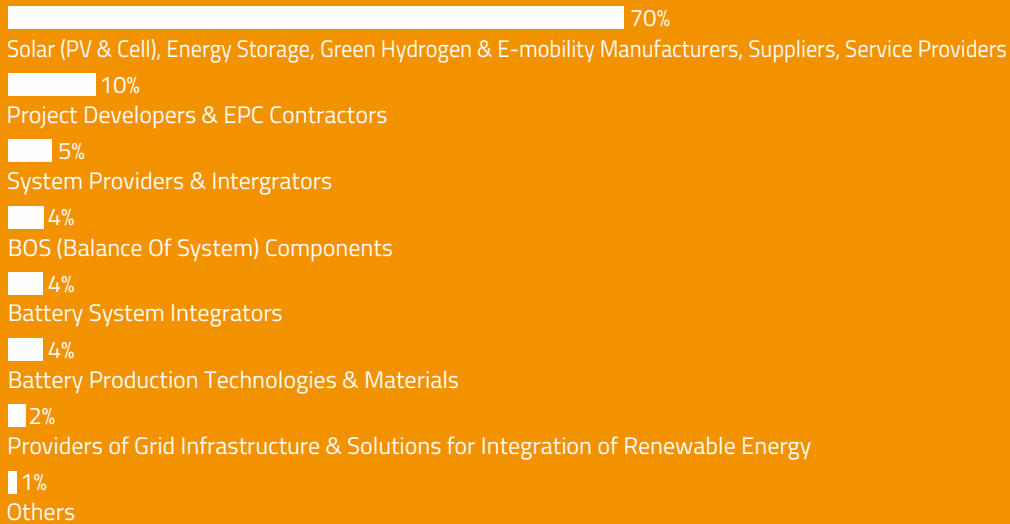 70%
Solar (PV & Cell), Energy Storage, Green Hydrogen & E-mobility Manufacturers, Suppliers, Service Providers
10%
Project Developers & EPC Contractors
5%
System Providers & Intergrators
4%
BOS (Balance Of System) Components
4%
Battery System Integrators
4%
Battery Production Technologies & Materials
2%
Providers of Grid Infrastructure & Solutions for Integration of Renewable Energy
1%
Others